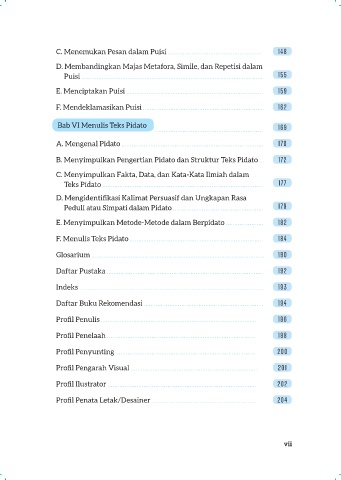 C. Menemukan Pesan dalam Puisi 148
D. Membandingkan Majas Metafora, Simile, dan Repetisi dalam
Puisi 155
E. Menciptakan Puisi 159
F. Mendeklamasikan Puisi 162
Bab VI Menulis Teks Pidato 169
A. Mengenal Pidato 170
B. Menyimpulkan Pengertian Pidato dan Struktur Teks Pidato 172
C. Menyimpulkan Fakta, Data, dan Kata-Kata Ilmiah dalam
Teks Pidato 177
D. Mengidentifikasi Kalimat Persuasif dan Ungkapan Rasa
Peduli atau Simpati dalam Pidato 179
E. Menyimpulkan Metode-Metode dalam Berpidato 182
F. Menulis Teks Pidato 184
Glosarium 190
Daftar Pustaka 192
Indeks 193
Daftar Buku Rekomendasi 194
Profil Penulis 198
Profil Penelaah 199
Profil Penyunting 200
Profil Pengarah Visual 201
Profil Ilustrator 202
Profil Penata Letak/Desainer 204
vii